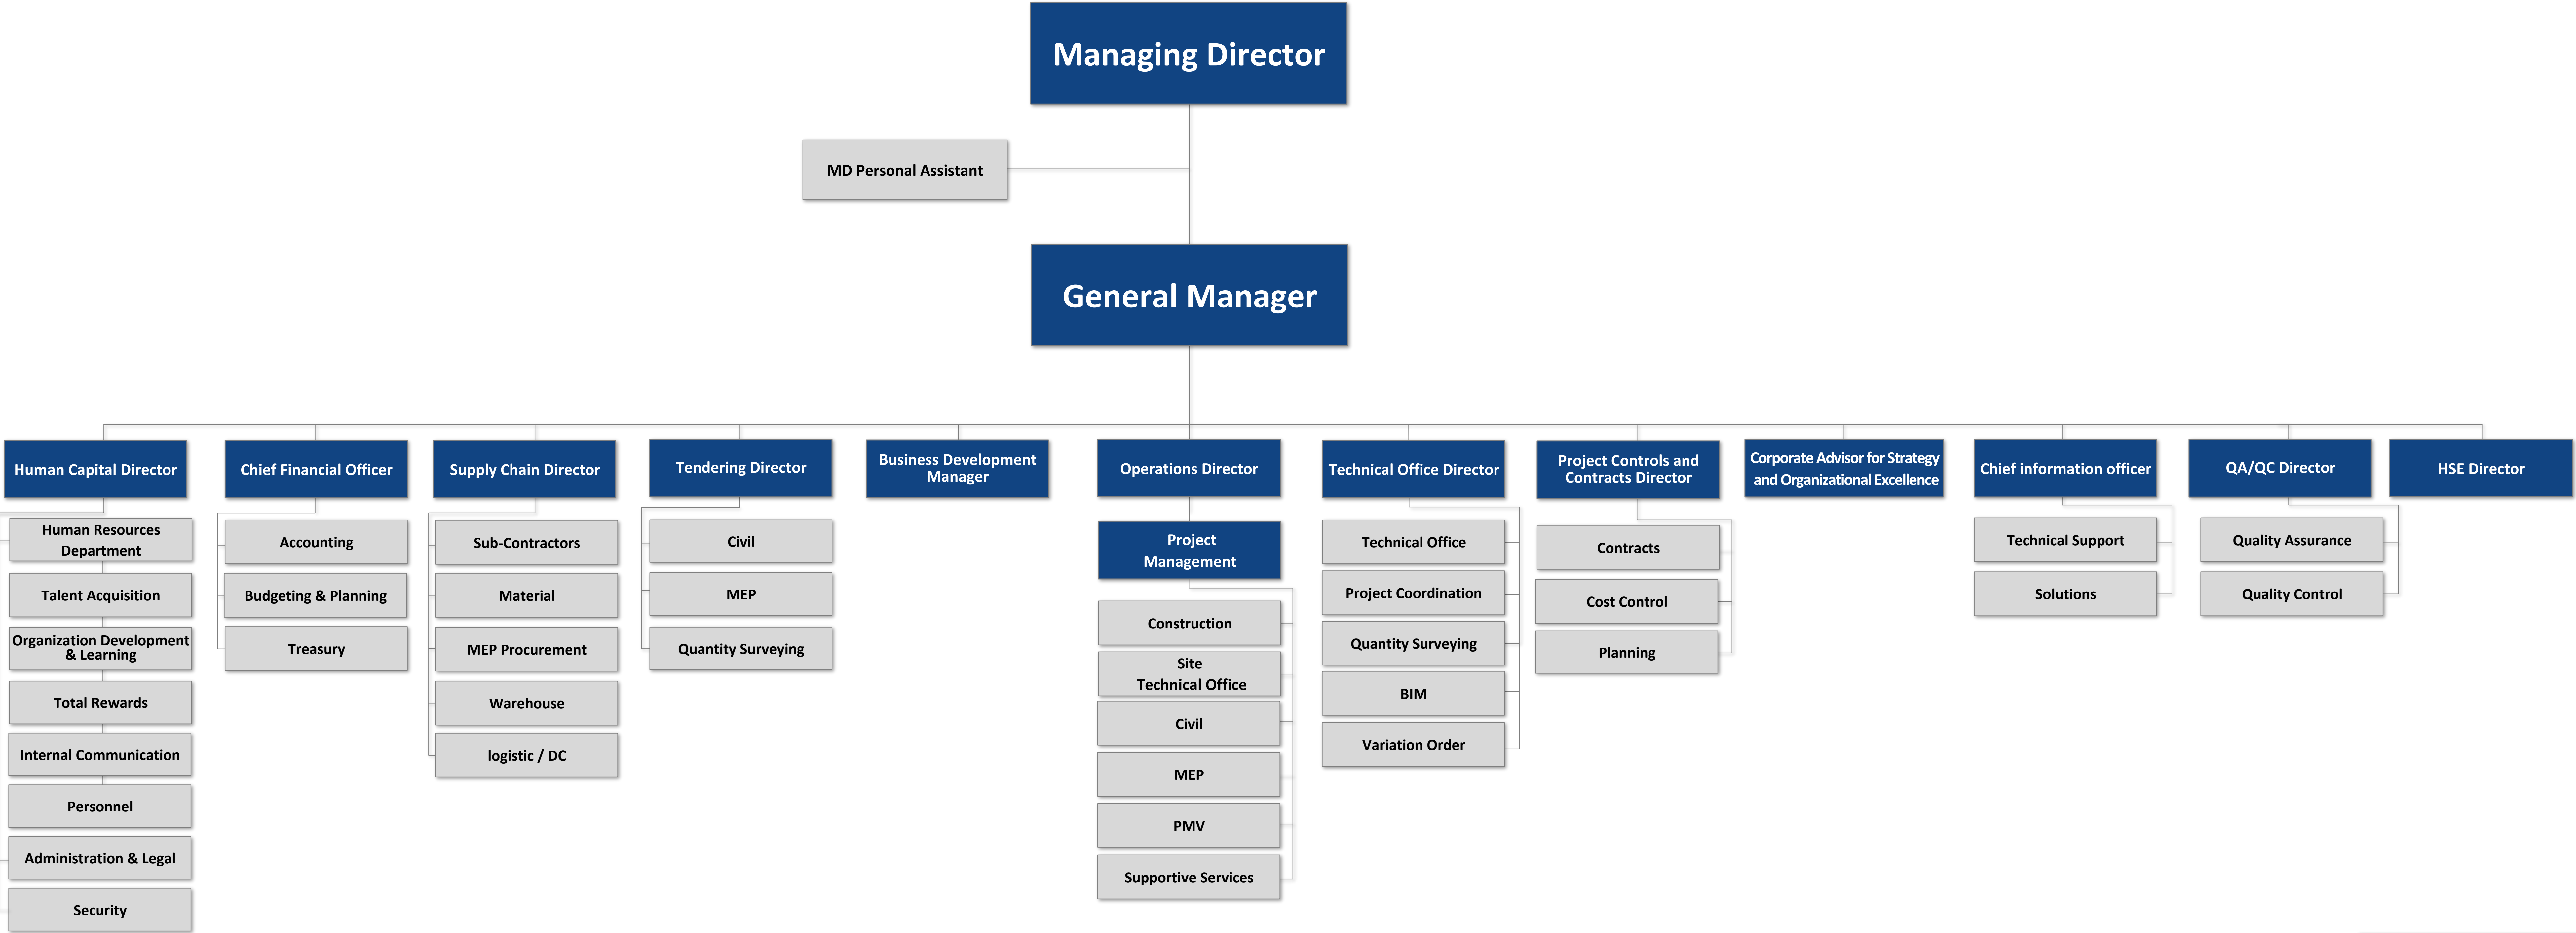 Managing Director
MD Personal Assistant
General Manager
Human Capital Director
Human Resources
Department
Talent Acquisition
Organization Development
& Learning
Total Rewards
Internal Communication
Personnel
Administration & Legal
Security
Chief Financial Officer
Accounting
Budgeting & Planning
Treasury
Supply Chain Director
Sub-Contractors
Material
MEP Procurement
Warehouse
logistic / DC
Tendering Director
Civil
MEP
Quantity Surveying
Business Development
Manager
Operations Director
Project
Management
Construction
Site
Technical Office
Civil
MEP
PMV
Supportive Services
Technical Office Director
Technical Office
Project Coordination
Quantity Surveying
BIM
Variation Order
Project Controls and
Contracts Director
Contracts
Cost Control
Planning
Corporate Advisor for Strategy
and Organizational Excellence
Chief information officer
Technical Support
Solutions
QA/QC Director
Quality Assurance
Quality Control
HSE Director